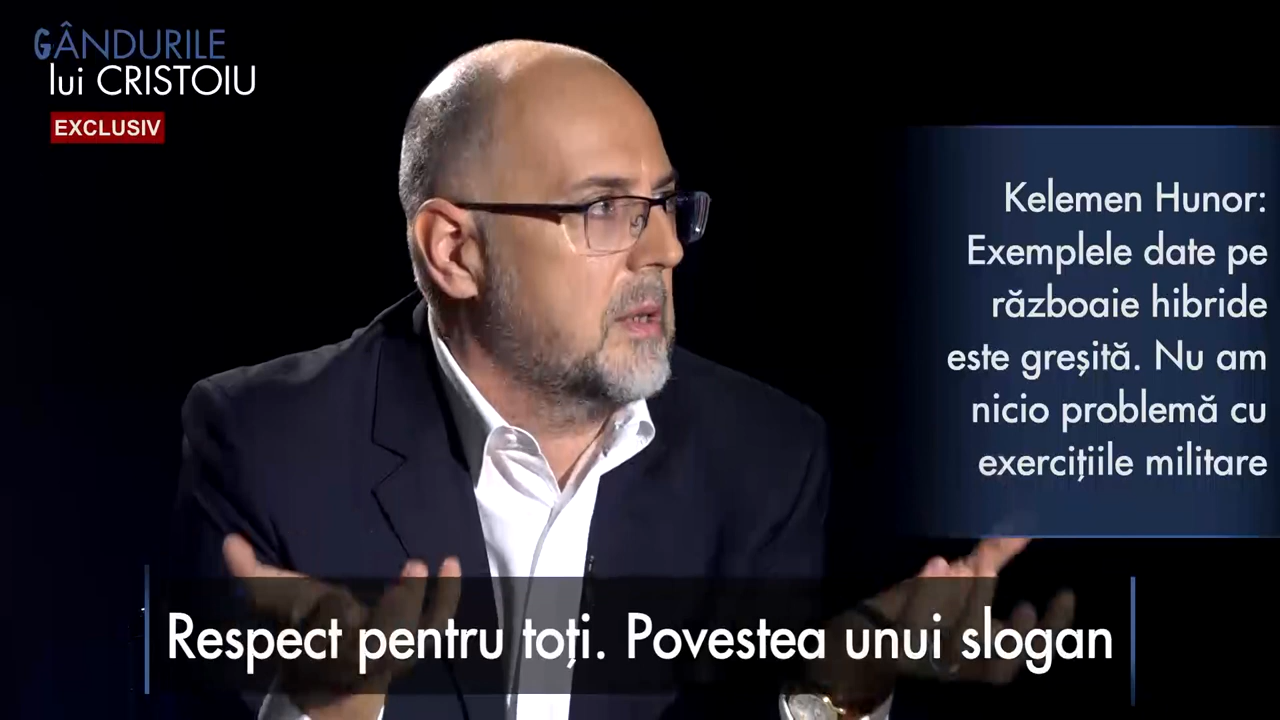 GÂNDURILE
lui CRISTOIU
EXCLUSIV
Kelemen Hunor:
Exemplele date pe
războaie hibride
este greșită. Nu am
nicio problemă cu
exercițiile militare
Respect pentru toți. Povestea unui slogan